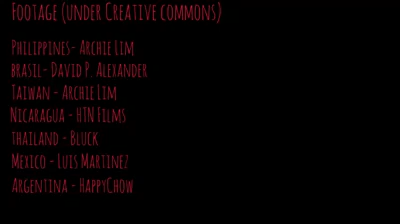 Footage (under Creative commons)
Philippines- Archie Lim
brasil- David P. Alexander
Taiwan - Archie Lim
Nicaragua - HTN Films
thailand - Bluck
Mexico - Luis Martinez
Argentina - HappyChow